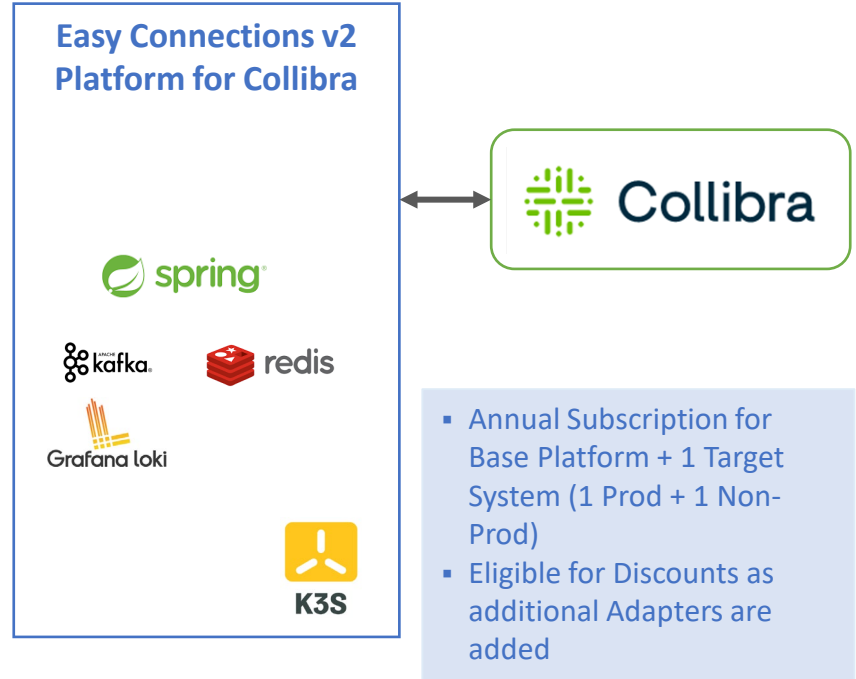 Easy Connections v2
Platform for Collibra
Collibra
spring®
APACHE
kafka.
redis
Grafana loki
K3S
▪ Annual Subscription for
Base Platform + 1 Target
System (1 Prod + 1 Non-
Prod)
▪ Eligible for Discounts as
additional Adapters are
added